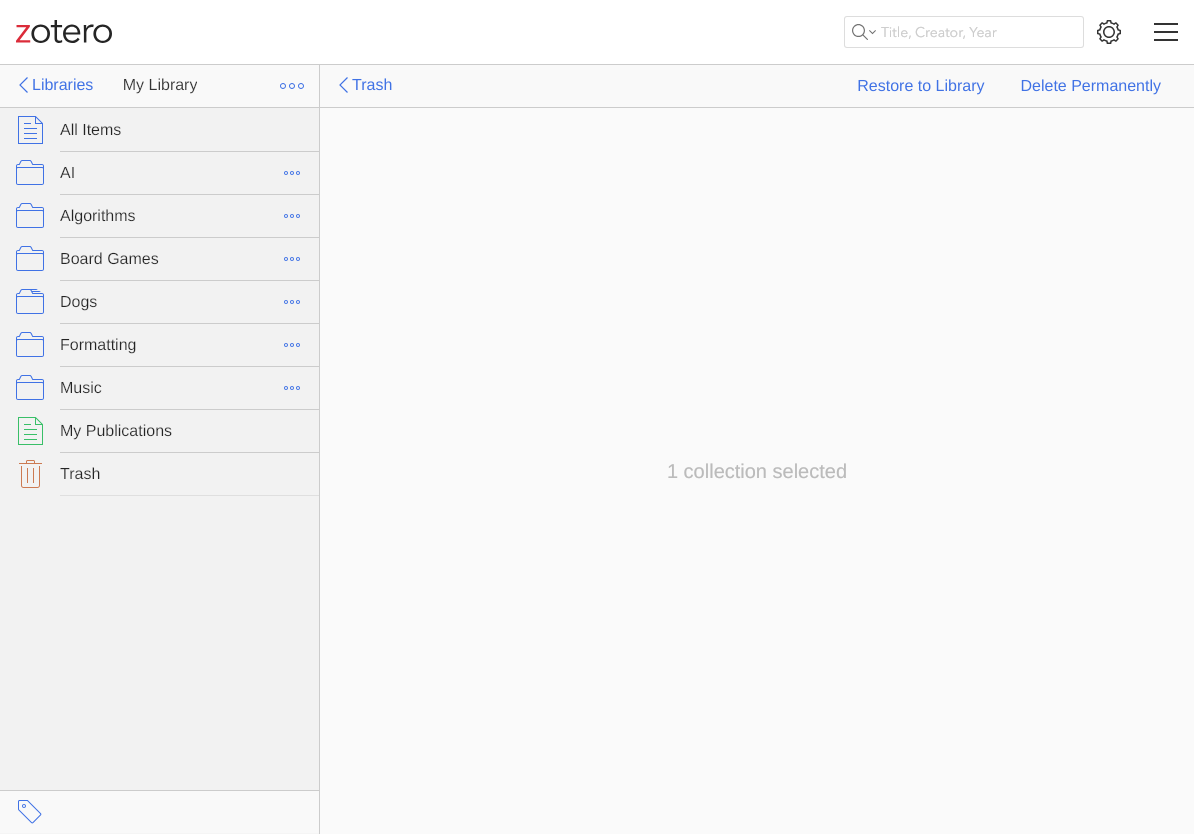 zotero
Title, Creator, Year
Libraries
My Library
Trash
Restore to Library
Delete Permanently
All Items
AI
Algorithms
Board Games
Dogs
Formatting
Music
My Publications
Trash
1 collection selected